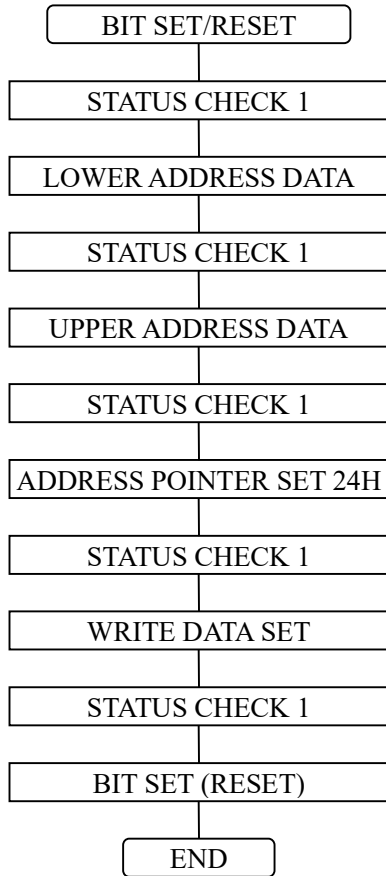 BIT SET/RESET
STATUS CHECK 1
LOWER ADDRESS DATA
STATUS CHECK 1
UPPER ADDRESS DATA
STATUS CHECK 1
ADDRESS POINTER SET 24H
STATUS CHECK 1
WRITE DATA SET
STATUS CHECK 1
BIT SET (RESET)
END